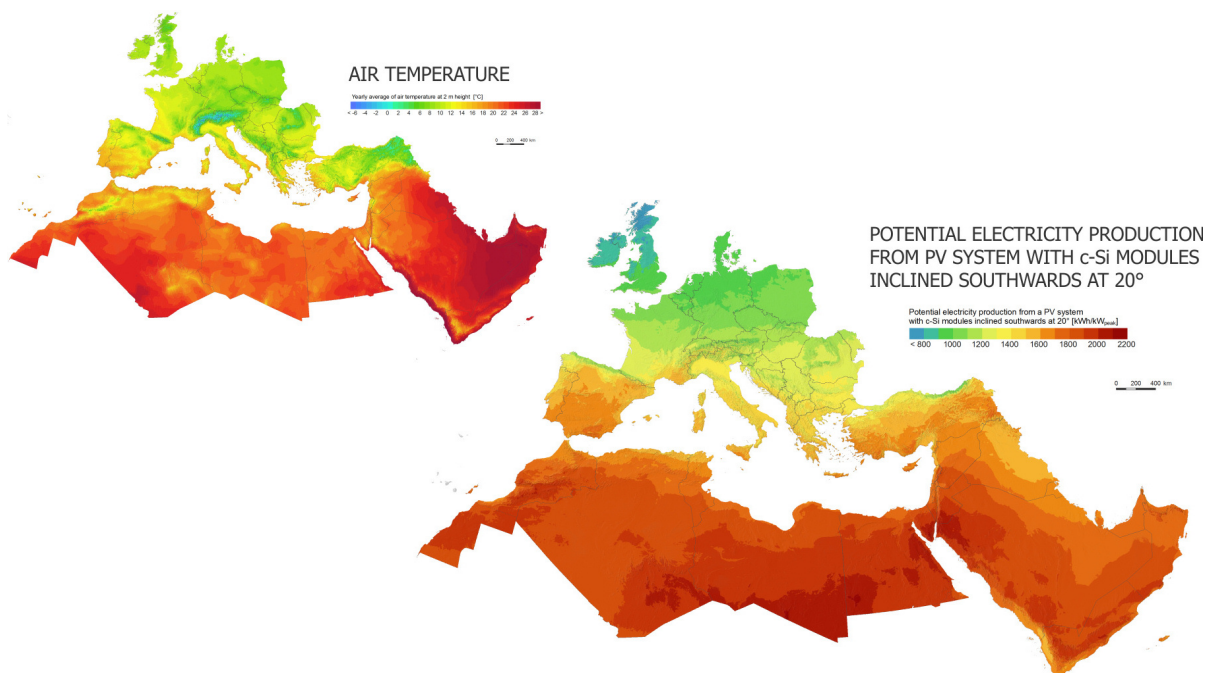 AIR TEMPERATURE
Yearly average of air temperature at 2 m height [°C]
< -6 -4 -2 0 2 4 6 8 10 12 14 16 18 20 22 24 26 28 >
0 200 400 km
POTENTIAL ELECTRICITY PRODUCTION
FROM PV SYSTEM WITH c-Si MODULES
INCLINED SOUTHWARDS AT 20°
Potential electricity production from a PV system
with c-Si modules inclined southwards at 20° [kWh/kWpeak]
< 800 1000 1200 1400 1600 1800 2000 2200
0 200 400 km